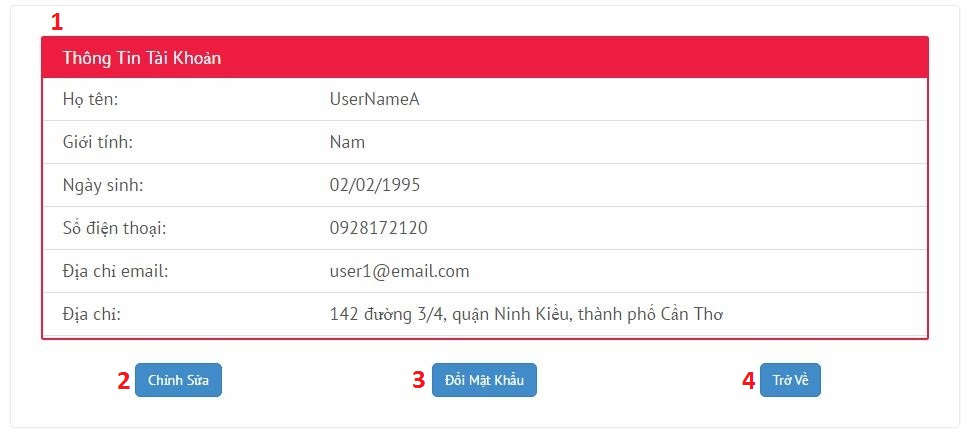 1
Thông Tin Tài Khoản
Họ tên: UserNameA
Giới tính: Nam
Ngày sinh: 02/02/1995
Số điện thoại: 0928172120
Địa chỉ email: user1@email.com
Địa chỉ: 142 đường 3/4, quận Ninh Kiều, thành phố Cần Thơ
2 Chỉnh Sửa 3 Đổi Mật Khẩu 4 Trở Về